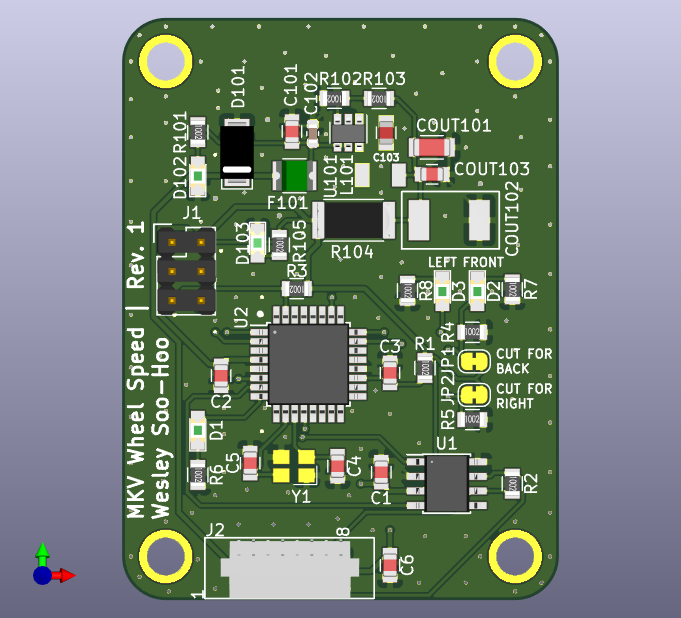 R102 R103
D101
C101
C102
R101
COUT101
C103
U101
L101
COUT103
D102
F101
COUT102
J1
D103
R105
R104
R3
LEFT FRONT
R8
D3
D2
R7
MKV Wheel Speed | Rev. 1
Wesley Soo-Hoo
U2
R4
C3
R1
JP1
CUT FOR
BACK
C2
JP2
CUT FOR
RIGHT
D1
R5
U1
R6
C5
C4
Y1
C1
R2
J2
8
C6
1